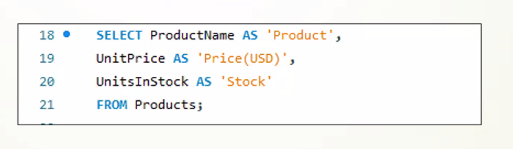 18 SELECT ProductName AS 'Product',
19 UnitPrice AS 'Price(USD)',
20 UnitsInStock AS 'Stock'
21 FROM Products;